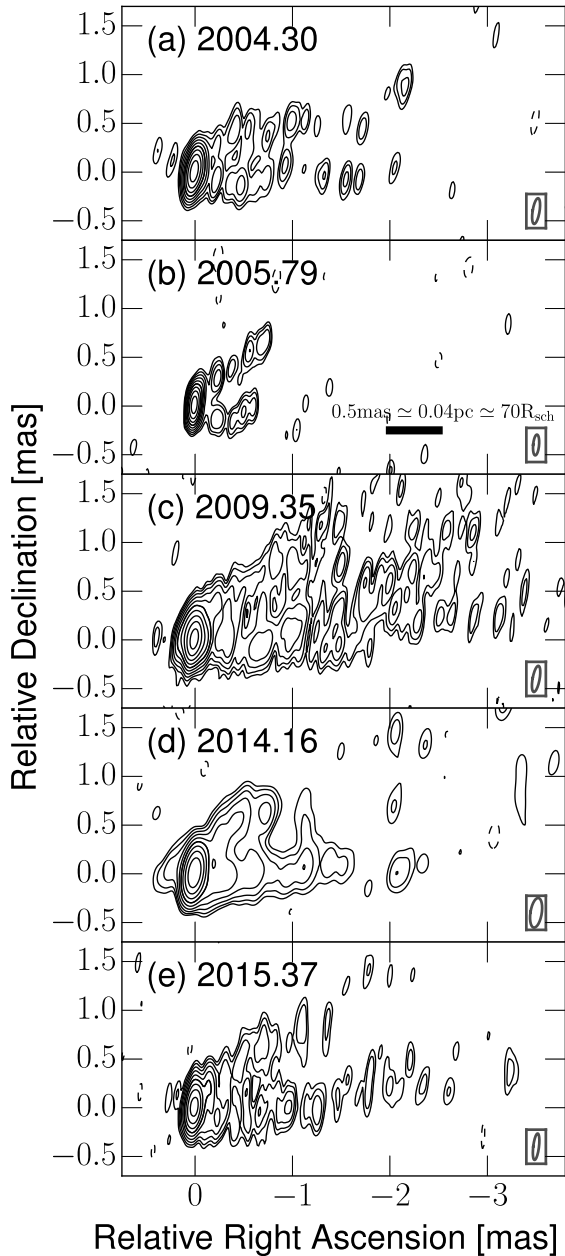 (a) 2004.30
1.5
1.0
0.5
0.0
−0.5
(b) 2005.79
1.5
1.0
0.5
0.0
−0.5
0.5mas ≃ 0.04pc ≃ 70R_sch
(c) 2009.35
1.5
1.0
0.5
0.0
−0.5
(d) 2014.16
1.5
1.0
0.5
0.0
−0.5
(e) 2015.37
1.5
1.0
0.5
0.0
−0.5
0 −1 −2 −3
Relative Right Ascension [mas]
Relative Declination [mas]